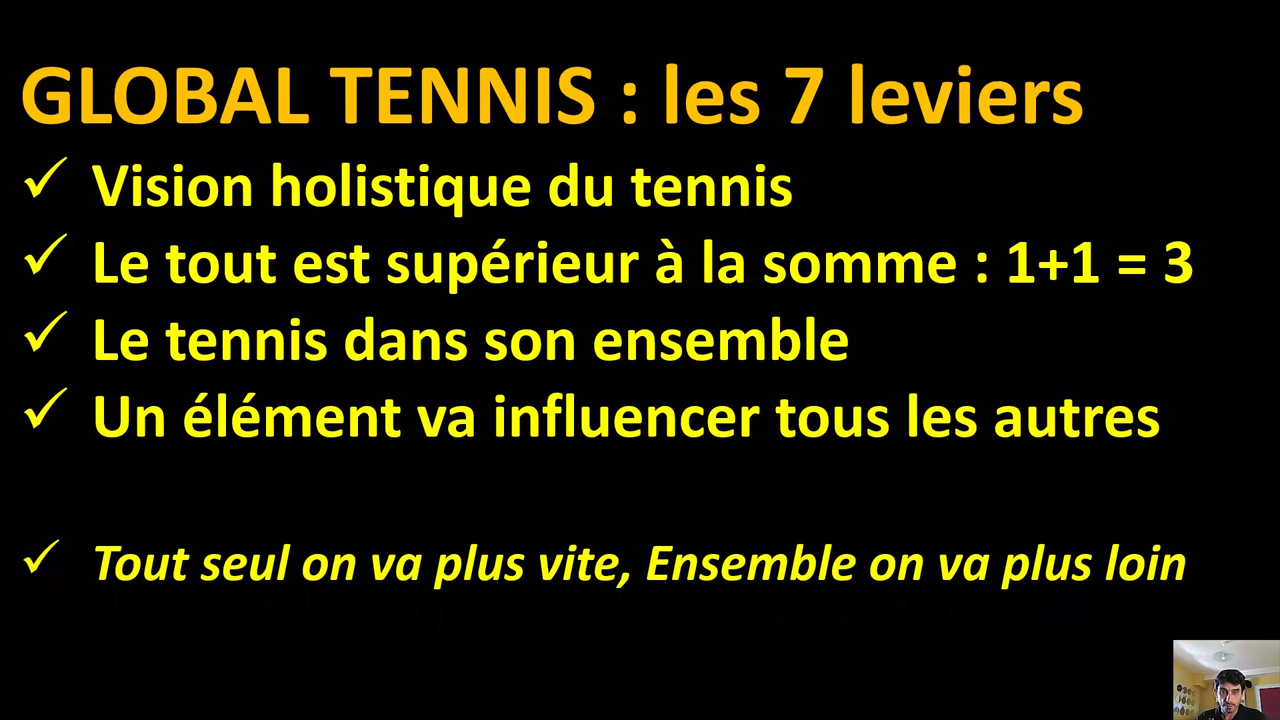 GLOBAL TENNIS : les 7 leviers
✓ Vision holistique du tennis
✓ Le tout est supérieur à la somme : 1+1 = 3
✓ Le tennis dans son ensemble
✓ Un élément va influencer tous les autres
✓ Tout seul on va plus vite, Ensemble on va plus loin